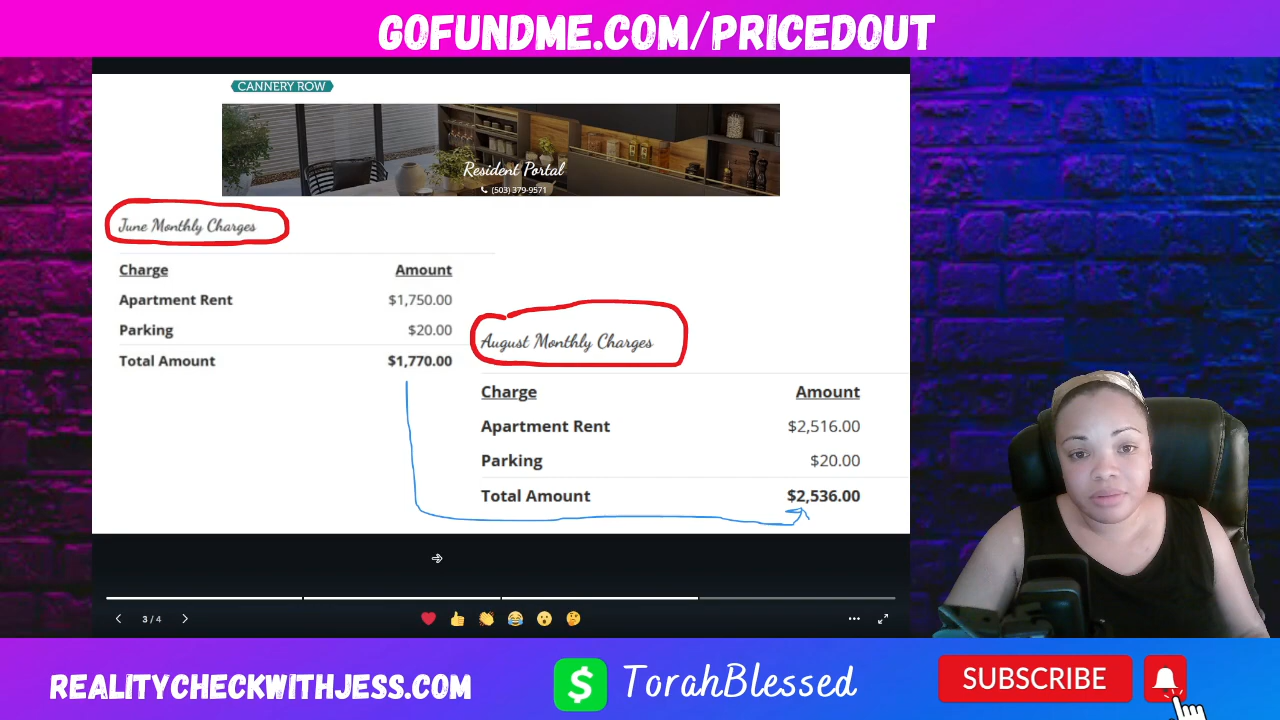 GOFUNDME.COM/PRICEDOUT
CANNERY ROW
Resident Portal
(503) 379-9571
June Monthly Charges
Charge Amount
Apartment Rent $1,750.00
Parking $20.00
Total Amount $1,770.00
August Monthly Charges
Charge Amount
Apartment Rent $2,516.00
Parking $20.00
Total Amount $2,536.00
3 / 4
REALITYCHECKWITHJESS.COM
$ TorahBlessed
SUBSCRIBE